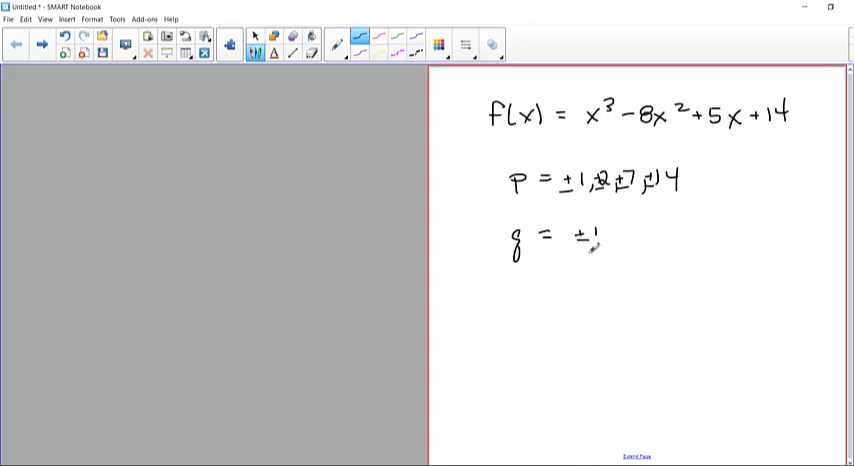 Untitled * - SMART Notebook
File Edit View Insert Format Tools Add-ons Help
f(x) = x³ - 8x² + 5x + 14
p = ±1, ±2, ±7, ±14
q = ±1
Extend Page